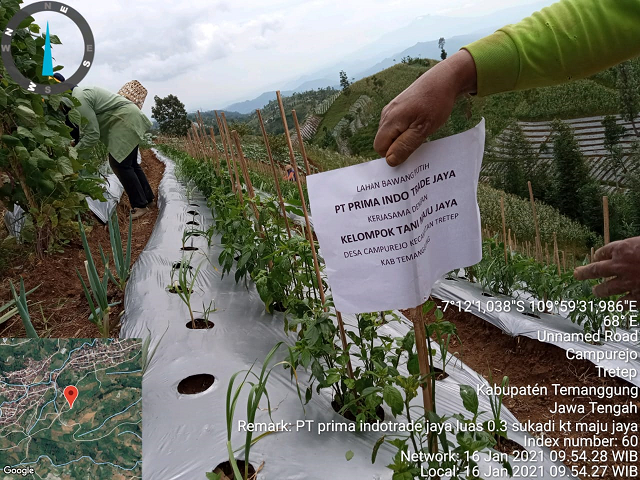 LAHAN BAWANG PUTIH
PT PRIMA INDO TRADE JAYA
KERJASAMA DENGAN
KELOMPOK TANI MAJU JAYA
DESA CAMPUREJO KECAMATAN TRETEP
KAB TEMANGGUNG
7°12'1,038"S 109°59'31,986"E
68° E
Unnamed Road
Campurejo
Tretep
Kabupatén Temanggung
Jawa Tengah
Remark: PT prima indotrade jaya luas 0.3 sukadi kt maju jaya
Index number: 60
Network: 16 Jan 2021 09.54.28 WIB
Local: 16 Jan 2021 09.54.27 WIB
Google